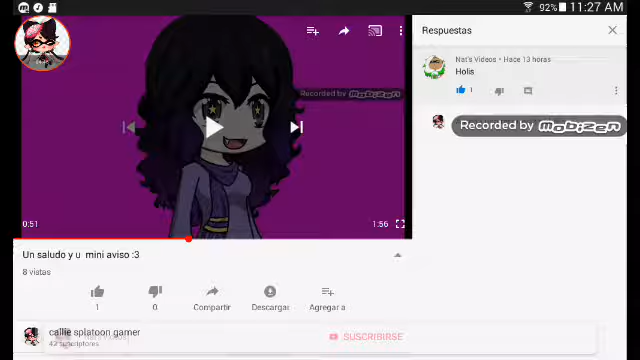 92% 11:27 AM
Respuestas
Nat's Videos • Hace 13 horas
Holis
1
Recorded by mobizen
Recorded by mobizen
0:51
1:56
Un saludo y u mini aviso :3
8 vistas
1
0
Compartir
Descargar
Agregar a
callie splatoon gamer
42 suscriptores
SUSCRIBIRSE